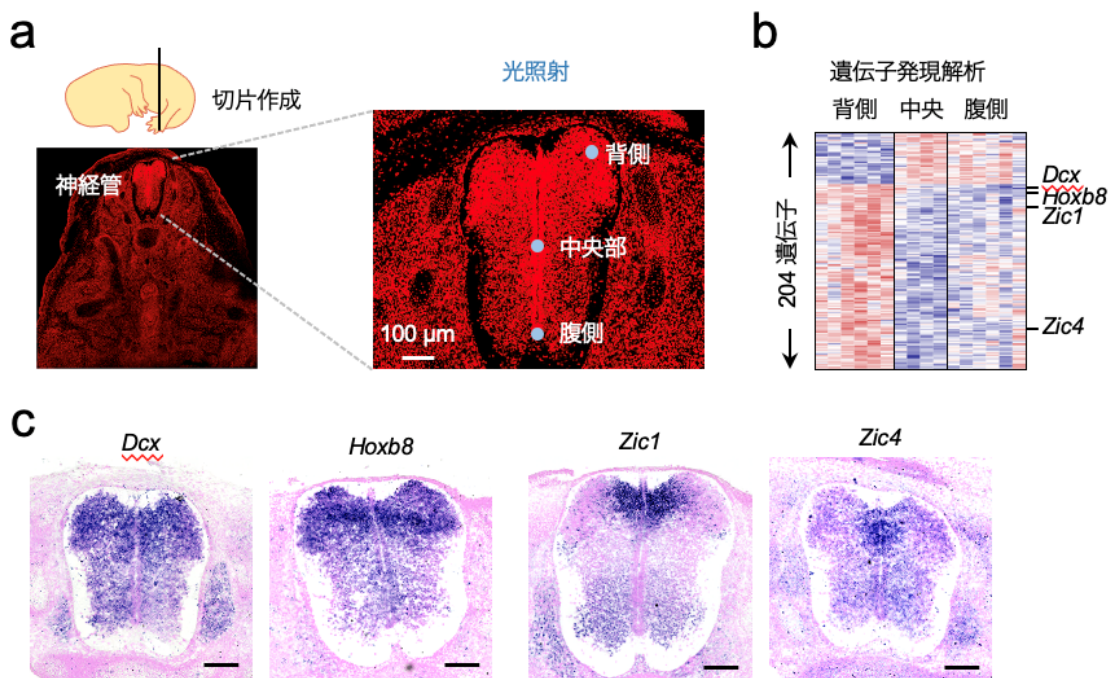 a
切片作成
神経管
光照射
背側
中央部
腹側
100 µm
b
遺伝子発現解析
背側 中央 腹側
204 遺伝子
Dcx
Hoxb8
Zic1
Zic4
c
Dcx
Hoxb8
Zic1
Zic4